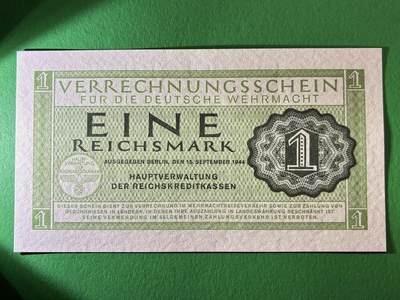 1 1
VERRECHNUNGSSCHEIN
FÜR DIE DEUTSCHE WEHRMACHT
EINE
REICHSMARK
AUSGEGEBEN BERLIN, DEN 15. SEPTEMBER 1944
HAUPTVERWALTUNG
DER REICHSKREDITKASSEN
1
DIESER SCHEIN DIENT ZUR VERRECHNUNG IM WEHRMACHTREISEVERKEHR SOWIE ZUR ZAHLUNG VON
IN LÄNDERN, IN DENEN IHRE AUSZAHLUNG IN LANDESWÄHRUNG BESCHRÄNKT IST.
SEINE VERWENDUNG IM ALLGEMEINEN ZAHLUNGSVERKEHR IST VERBOTEN.
1 1